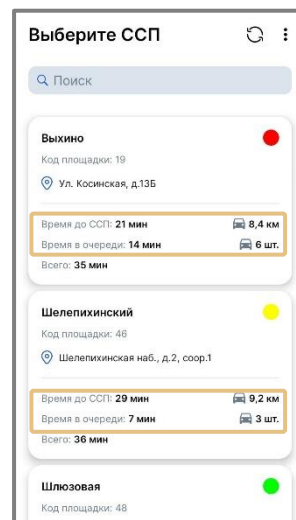 Выберите ССП
Поиск
Выхино
Код площадки: 19
Ул. Косинская, д.13Б
Время до ССП: 21 мин 8,4 км
Время в очереди: 14 мин 6 шт.
Всего: 35 мин
Шелепихинский
Код площадки: 46
Шелепихинская наб., д.2, соор.1
Время до ССП: 29 мин 9,2 км
Время в очереди: 7 мин 3 шт.
Всего: 36 мин
Шлюзовая
Код площадки: 48